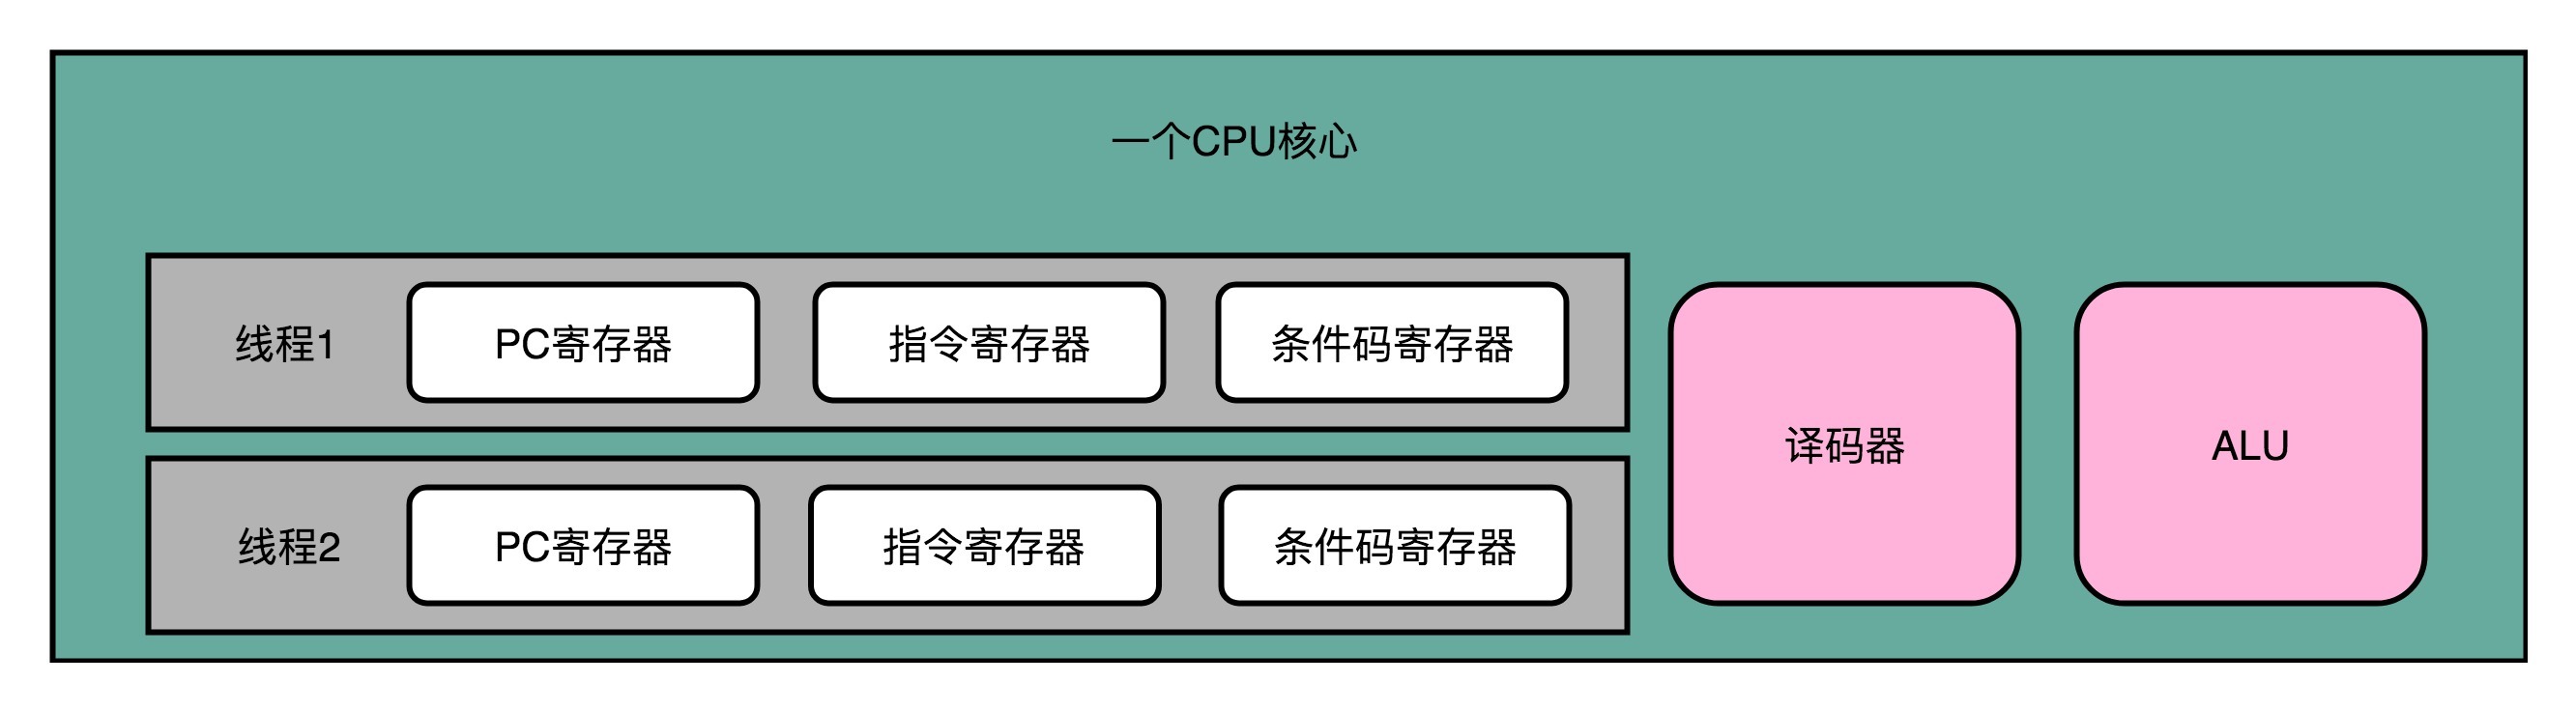 一个CPU核心
线程1 PC寄存器 指令寄存器 条件码寄存器
译码器 ALU
线程2 PC寄存器 指令寄存器 条件码寄存器